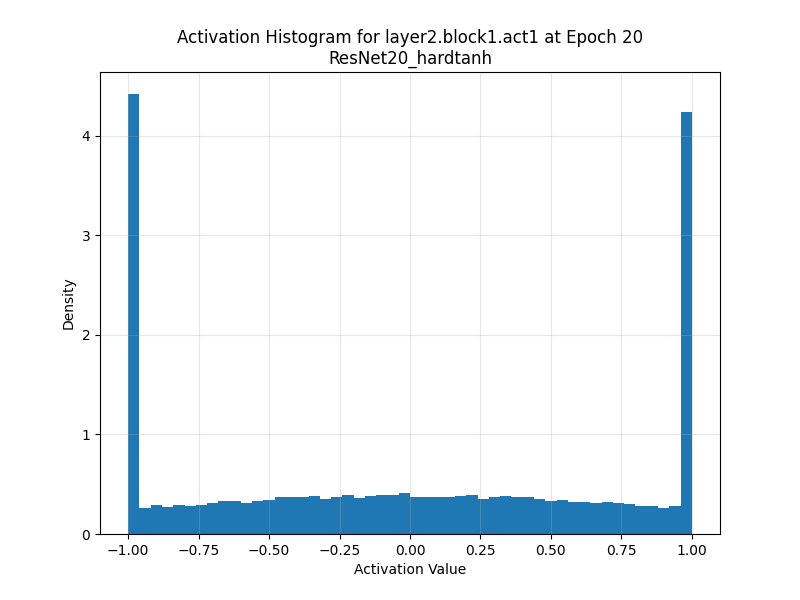 Activation Histogram for layer2.block1.act1 at Epoch 20
ResNet20_hardtanh
4
3
2
1
0
Density
−1.00 −0.75 −0.50 −0.25 0.00 0.25 0.50 0.75 1.00
Activation Value